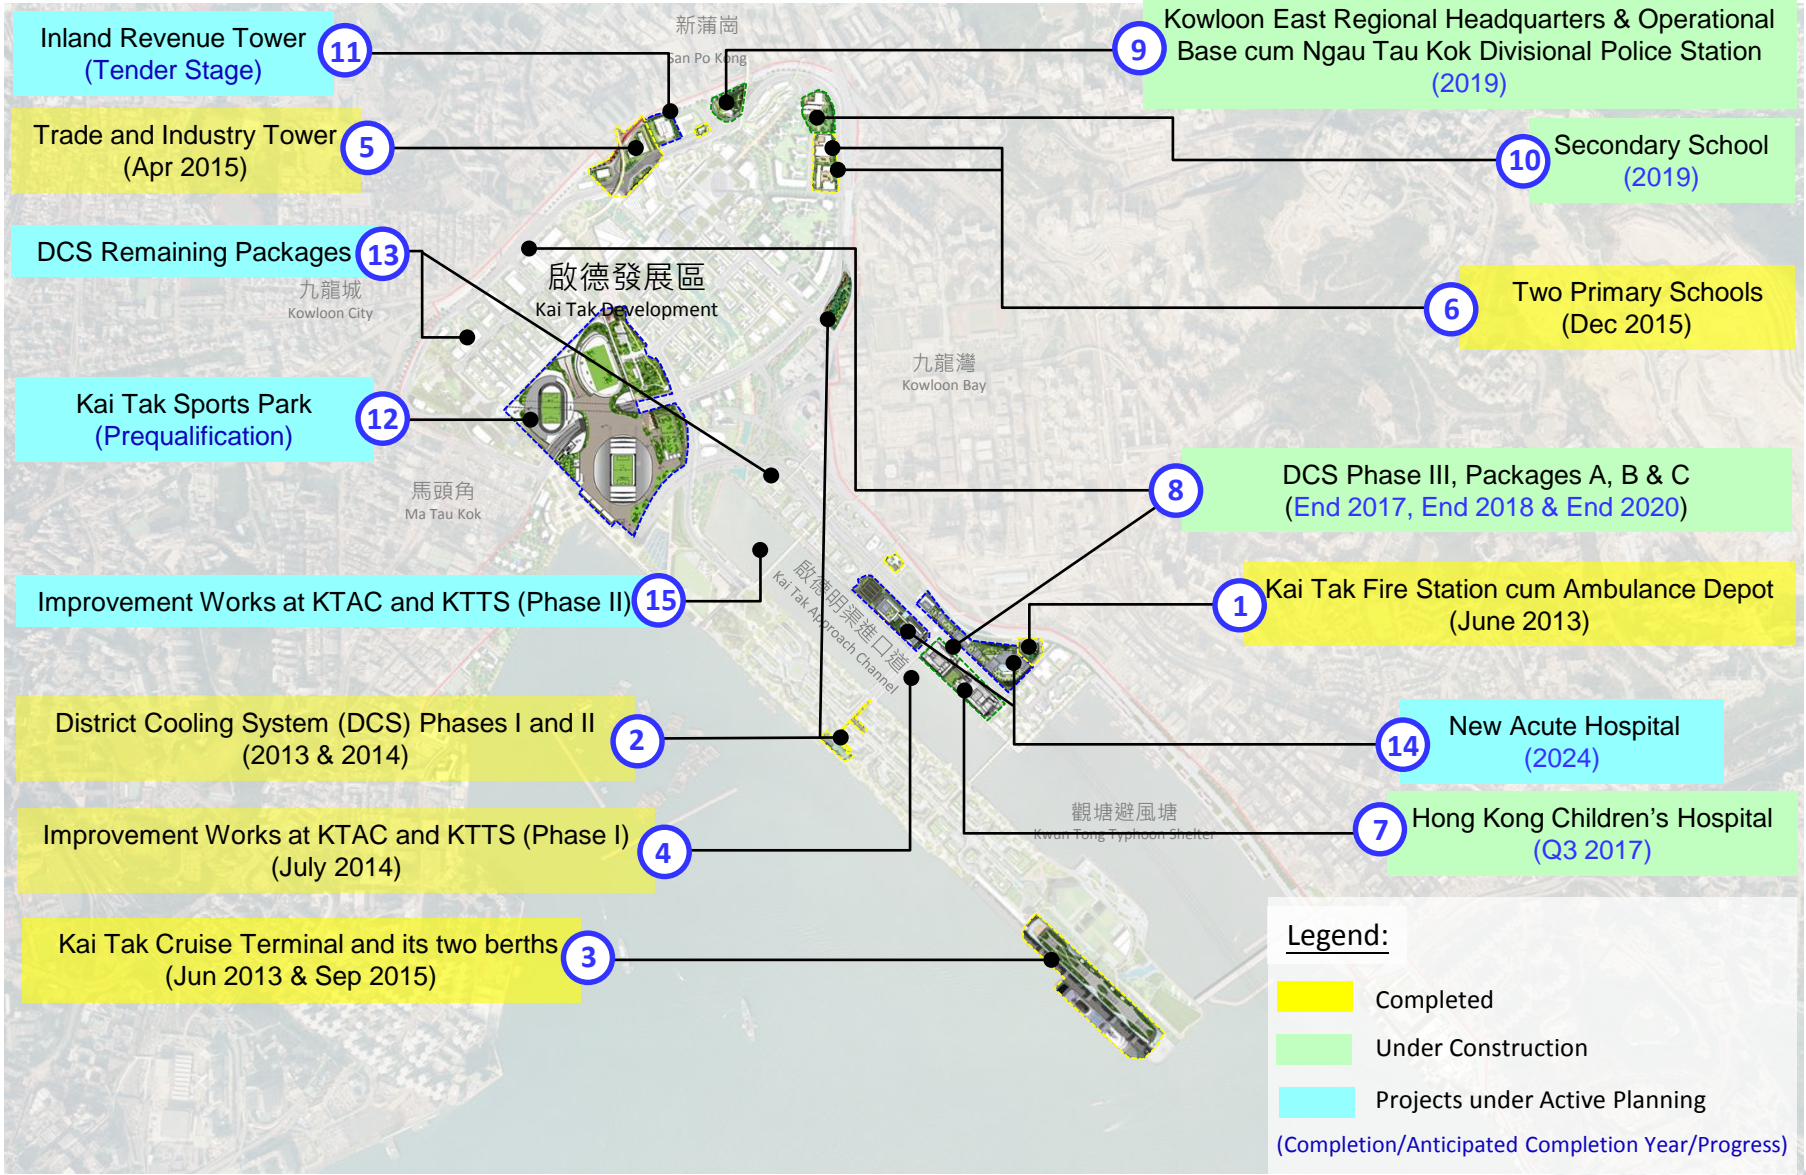 Inland Revenue Tower
(Tender Stage)
11
新蒲崗
San Po Kong
9
Kowloon East Regional Headquarters & Operational
Base cum Ngau Tau Kok Divisional Police Station
(2019)
Trade and Industry Tower
(Apr 2015)
5
10
Secondary School
(2019)
DCS Remaining Packages
13
九龍城
Kowloon City
啟德發展區
Kai Tak Development
6
Two Primary Schools
(Dec 2015)
九龍灣
Kowloon Bay
Kai Tak Sports Park
(Prequalification)
12
馬頭角
Ma Tau Kok
8
DCS Phase III, Packages A, B & C
(End 2017, End 2018 & End 2020)
Improvement Works at KTAC and KTTS (Phase II)
15
啟德明渠進口道
Kai Tak Approach Channel
1
Kai Tak Fire Station cum Ambulance Depot
(June 2013)
District Cooling System (DCS) Phases I and II
(2013 & 2014)
2
14
New Acute Hospital
(2024)
觀塘避風塘
Kwun Tong Typhoon Shelter
Improvement Works at KTAC and KTTS (Phase I)
(July 2014)
4
7
Hong Kong Children's Hospital
(Q3 2017)
Kai Tak Cruise Terminal and its two berths
(Jun 2013 & Sep 2015)
3
Legend:
Completed
Under Construction
Projects under Active Planning
(Completion/Anticipated Completion Year/Progress)